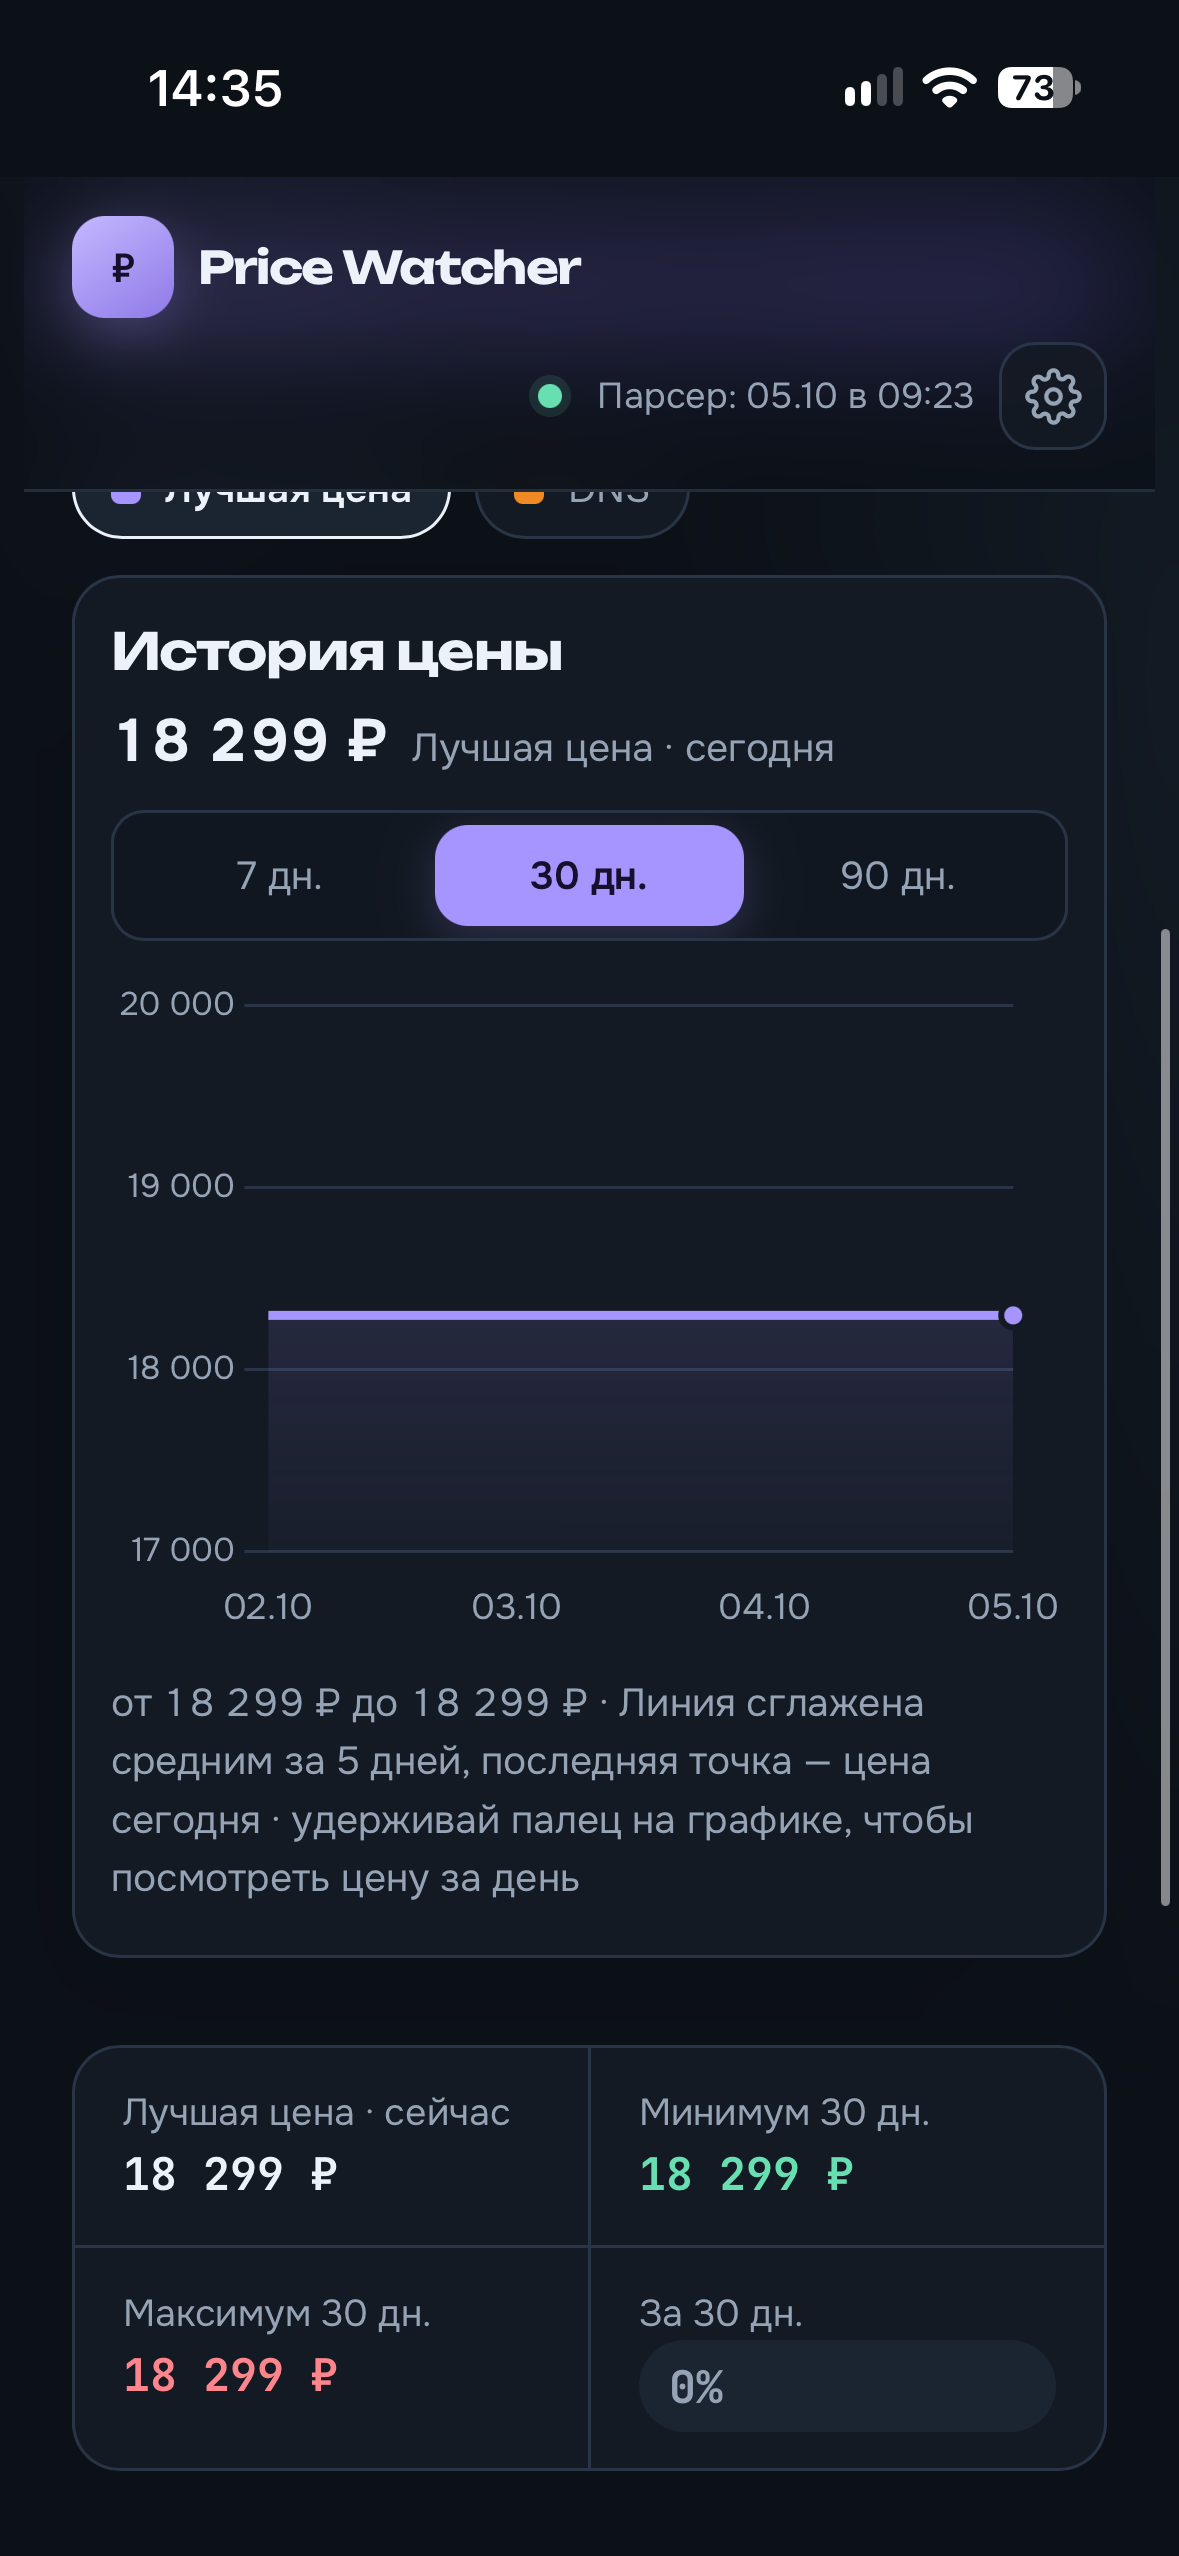 14:35
73
₽
Price Watcher
Парсер: 05.10 в 09:23
Лучшая цена
DNS
История цены
18 299 ₽ Лучшая цена · сегодня
7 дн.
30 дн.
90 дн.
20 000
19 000
18 000
17 000
02.10
03.10
04.10
05.10
от 18 299 ₽ до 18 299 ₽ · Линия сглажена
средним за 5 дней, последняя точка — цена
сегодня · удерживай палец на графике, чтобы
посмотреть цену за день
Лучшая цена · сейчас
18 299 ₽
Минимум 30 дн.
18 299 ₽
Максимум 30 дн.
18 299 ₽
За 30 дн.
0%